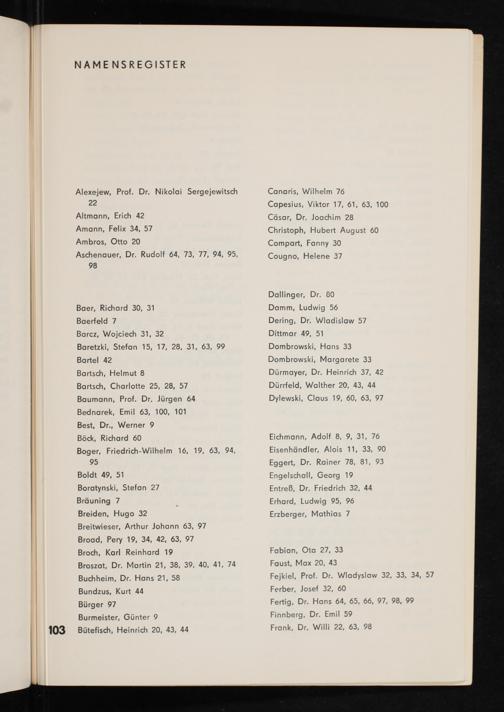 NAMENSREGISTER
Alexejew, Prof. Dr. Nikolai Sergejewitsch
22
Altmann, Erich 42
Amann, Felix 34, 57
Ambros, Otto 20
Aschenauer, Dr. Rudolf 64, 73, 77, 94, 95,
98
Baer, Richard 30, 31
Baerfeld 7
Barcz, Wojciech 31, 32
Baretzki, Stefan 15, 17, 28, 31, 63, 99
Bartel 42
Bartsch, Helmut 8
Bartsch, Charlotte 25, 28, 57
Baumann, Prof. Dr. Jürgen 64
Bednarek, Emil 63, 100, 101
Best, Dr., Werner 9
Böck, Richard 60
Boger, Friedrich-Wilhelm 16, 19, 63, 94,
95
Boldt 49, 51
Boratynski, Stefan 27
Bräuning 7
Breiden, Hugo 32
Breitwieser, Arthur Johann 63, 97
Broad, Pery 19, 34, 42, 63, 97
Broch, Karl Reinhard 19
Broszat, Dr. Martin 21, 38, 39, 40, 41, 74
Buchheim, Dr. Hans 21, 58
Bundzus, Kurt 44
Bürger 97
Burmeister, Günter 9
Bütefisch, Heinrich 20, 43, 44
103
Canaris, Wilhelm 76
Capesius, Viktor 17, 61, 63, 100
Cäsar, Dr. Joachim 28
Christoph, Hubert August 60
Compart, Fanny 30
Cougno, Helene 37
Dallinger, Dr. 80
Damm, Ludwig 56
Dering, Dr. Wladislaw 57
Dittmar 49, 51
Dombrowski, Hans 33
Dombrowski, Margarete 33
Dürmayer, Dr. Heinrich 37, 42
Dürrfeld, Walther 20, 43, 44
Dylewski, Claus 19, 60, 63, 97
Eichmann, Adolf 8, 9, 31, 76
Eisenhändler, Alois 11, 33, 90
Eggert, Dr. Rainer 78, 81, 93
Engelschall, Georg 19
Entreß, Dr. Friedrich 32, 44
Erhard, Ludwig 95, 96
Erzberger, Mathias 7
Fabian, Ota 27, 33
Faust, Max 20, 43
Fejkiel, Prof. Dr. Wladyslaw 32, 33, 34, 57
Ferber, Josef 32, 60
Fertig, Dr. Hans 64, 65, 66, 97, 98, 99
Finnberg, Dr. Emil 59
Frank, Dr. Willi 22, 63, 98